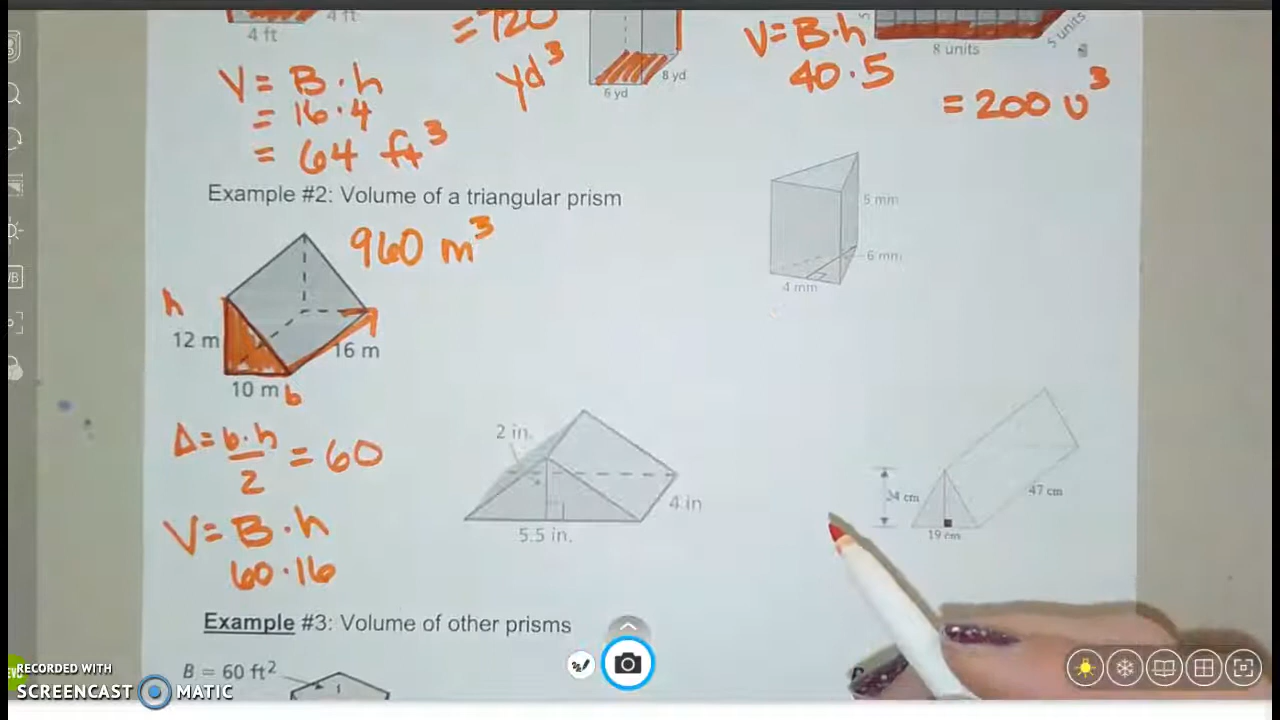 4 ft
4 ft
= 720
yd³
6 yd
8 yd
V = B·h
40·5
= 200 u³
8 units
5 units
V = B·h
= 16·4
= 64 ft³
Example #2: Volume of a triangular prism
960 m³
h
12 m
10 m b
16 m
5 mm
6 mm
4 mm
Δ = b·h/2 = 60
V = B·h
60·16
2 in.
4 in
5.5 in.
24 cm
47 cm
19 cm
Example #3: Volume of other prisms
B = 60 ft²
RECORDED WITH
SCREENCAST MATIC